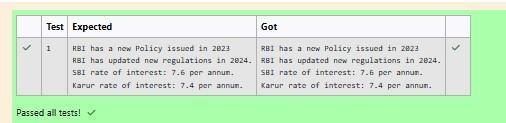 Test Expected Got
1 RBI has a new Policy issued in 2023 RBI has a new Policy issued in 2023
RBI has updated new regulations in 2024. RBI has updated new regulations in 2024.
SBI rate of interest: 7.6 per annum. SBI rate of interest: 7.6 per annum.
Karur rate of interest: 7.4 per annum. Karur rate of interest: 7.4 per annum.
Passed all tests!